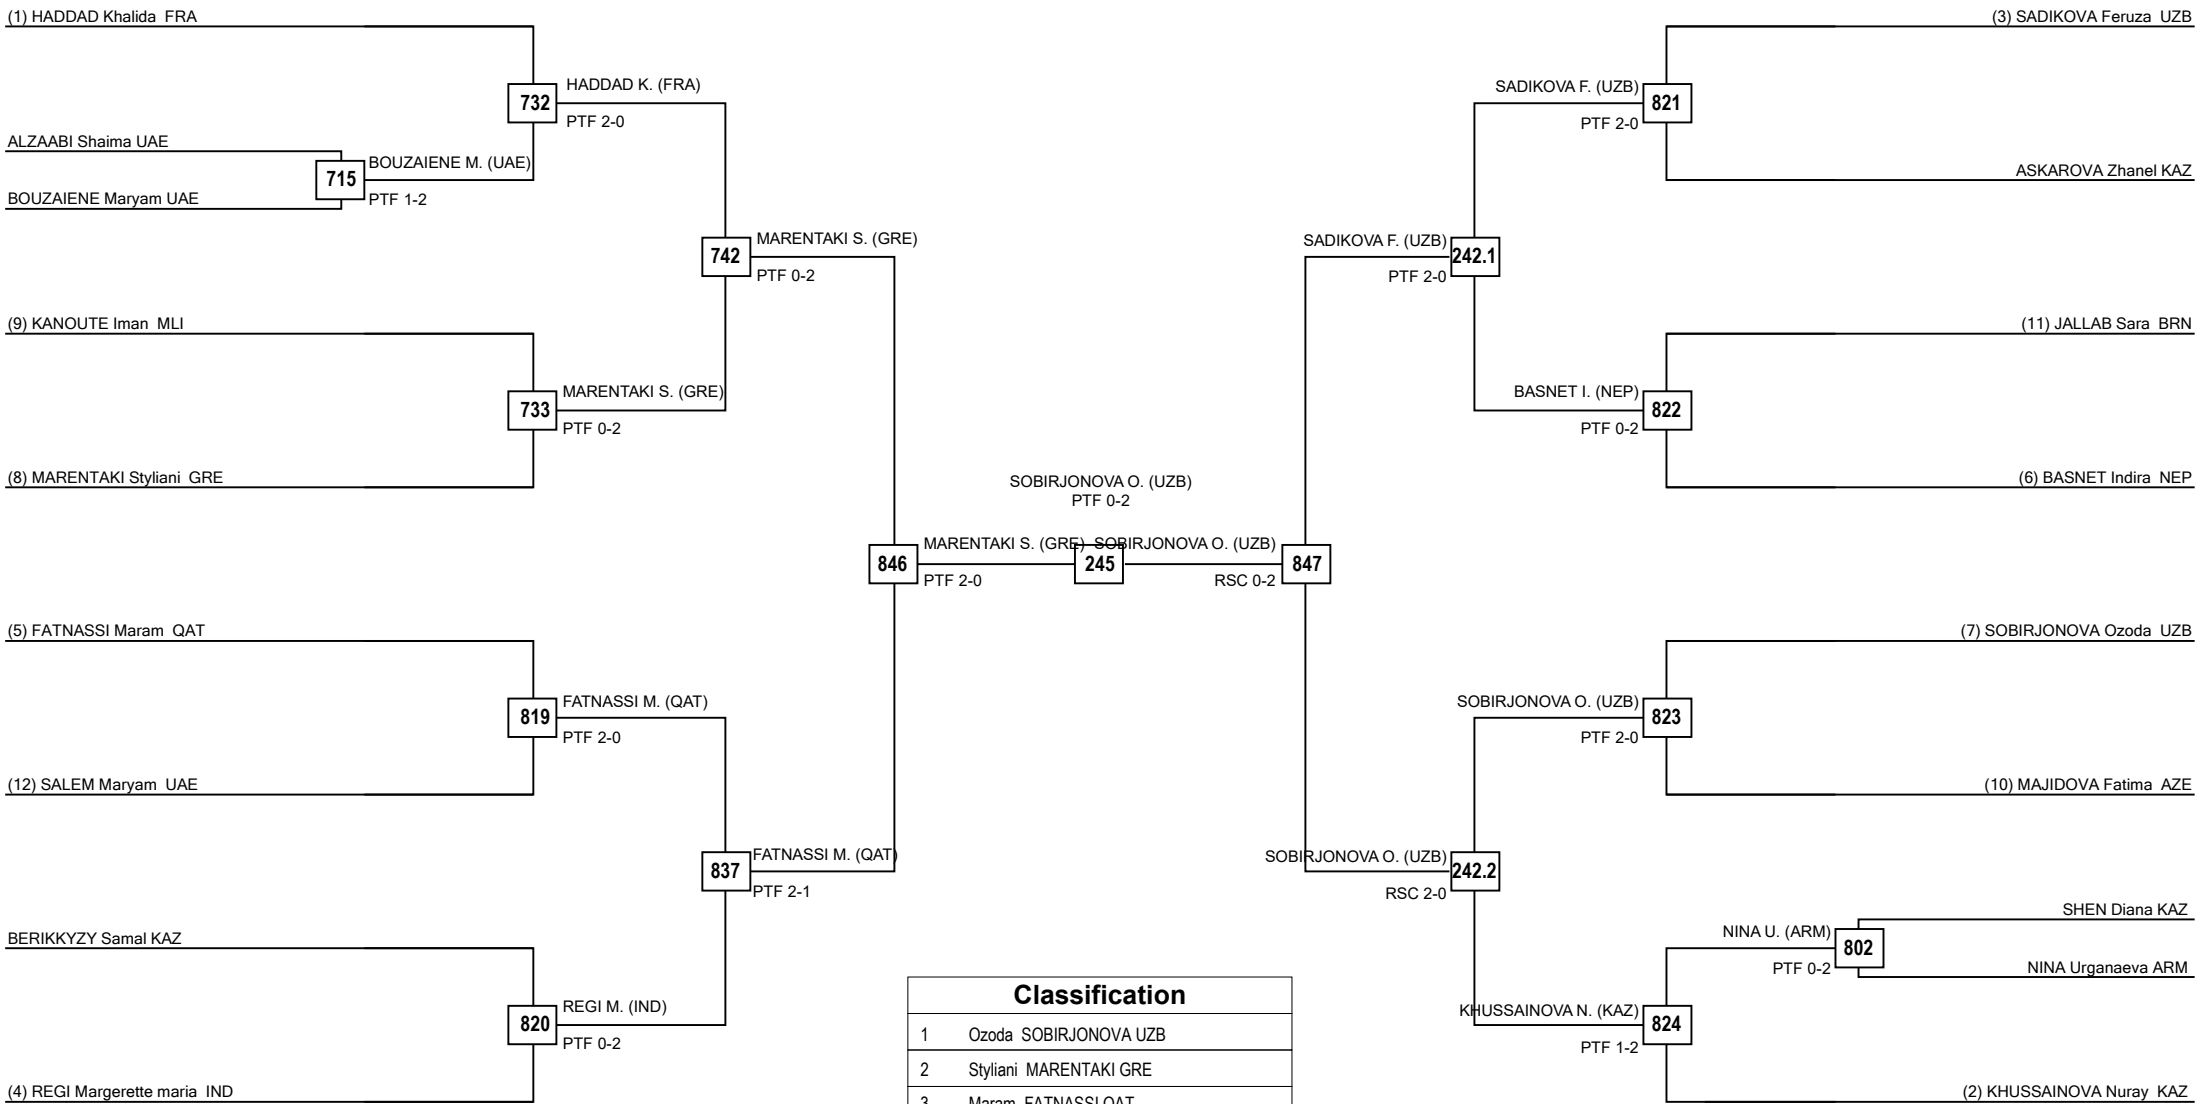 (1) HADDAD Khalida FRA
HADDAD K. (FRA)
732
PTF 2-0
ALZAABI Shaima UAE
BOUZAIENE M. (UAE)
715
PTF 1-2
BOUZAIENE Maryam UAE
MARENTAKI S. (GRE)
742
PTF 0-2
(9) KANOUTE Iman MLI
MARENTAKI S. (GRE)
733
PTF 0-2
(8) MARENTAKI Styliani GRE
MARENTAKI S. (GRE)
846
PTF 2-0
(5) FATNASSI Maram QAT
FATNASSI M. (QAT)
819
PTF 2-0
(12) SALEM Maryam UAE
FATNASSI M. (QAT)
837
PTF 2-1
BERIKKYZY Samal KAZ
REGI M. (IND)
820
PTF 0-2
(4) REGI Margerette maria IND
SOBIRJONOVA O. (UZB)
PTF 0-2
245
(3) SADIKOVA Feruza UZB
SADIKOVA F. (UZB)
821
PTF 2-0
ASKAROVA Zhanel KAZ
SADIKOVA F. (UZB)
242.1
PTF 2-0
(11) JALLAB Sara BRN
BASNET I. (NEP)
822
PTF 0-2
(6) BASNET Indira NEP
SOBIRJONOVA O. (UZB)
847
RSC 0-2
(7) SOBIRJONOVA Ozoda UZB
SOBIRJONOVA O. (UZB)
823
PTF 2-0
(10) MAJIDOVA Fatima AZE
SOBIRJONOVA O. (UZB)
242.2
RSC 2-0
SHEN Diana KAZ
NINA U. (ARM)
802
PTF 0-2
NINA Urganaeva ARM
KHUSSAINOVA N. (KAZ)
824
PTF 1-2
(2) KHUSSAINOVA Nuray KAZ
Classification
1 Ozoda SOBIRJONOVA UZB
2 Styliani MARENTAKI GRE
3 Maram FATNASSI QAT